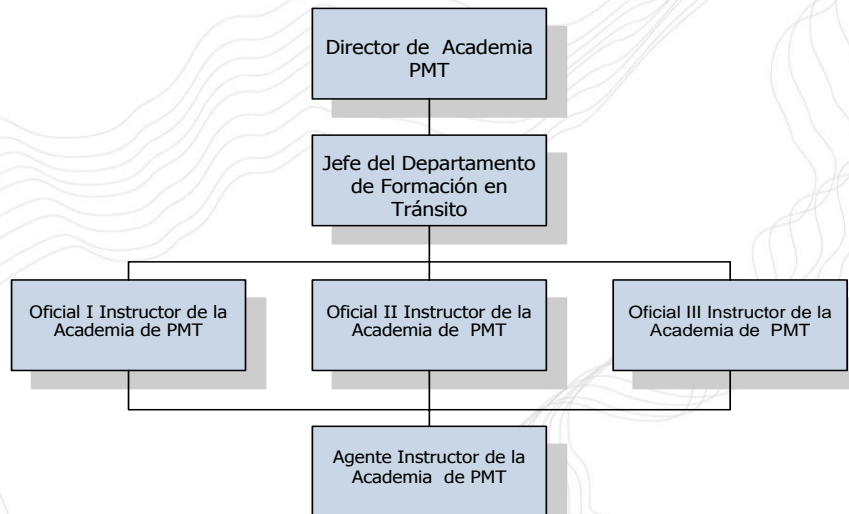 Director de Academia
PMT
Jefe del Departamento
de Formación en
Tránsito
Oficial I Instructor de la
Academia de PMT
Oficial II Instructor de la
Academia de PMT
Oficial III Instructor de la
Academia de PMT
Agente Instructor de la
Academia de PMT